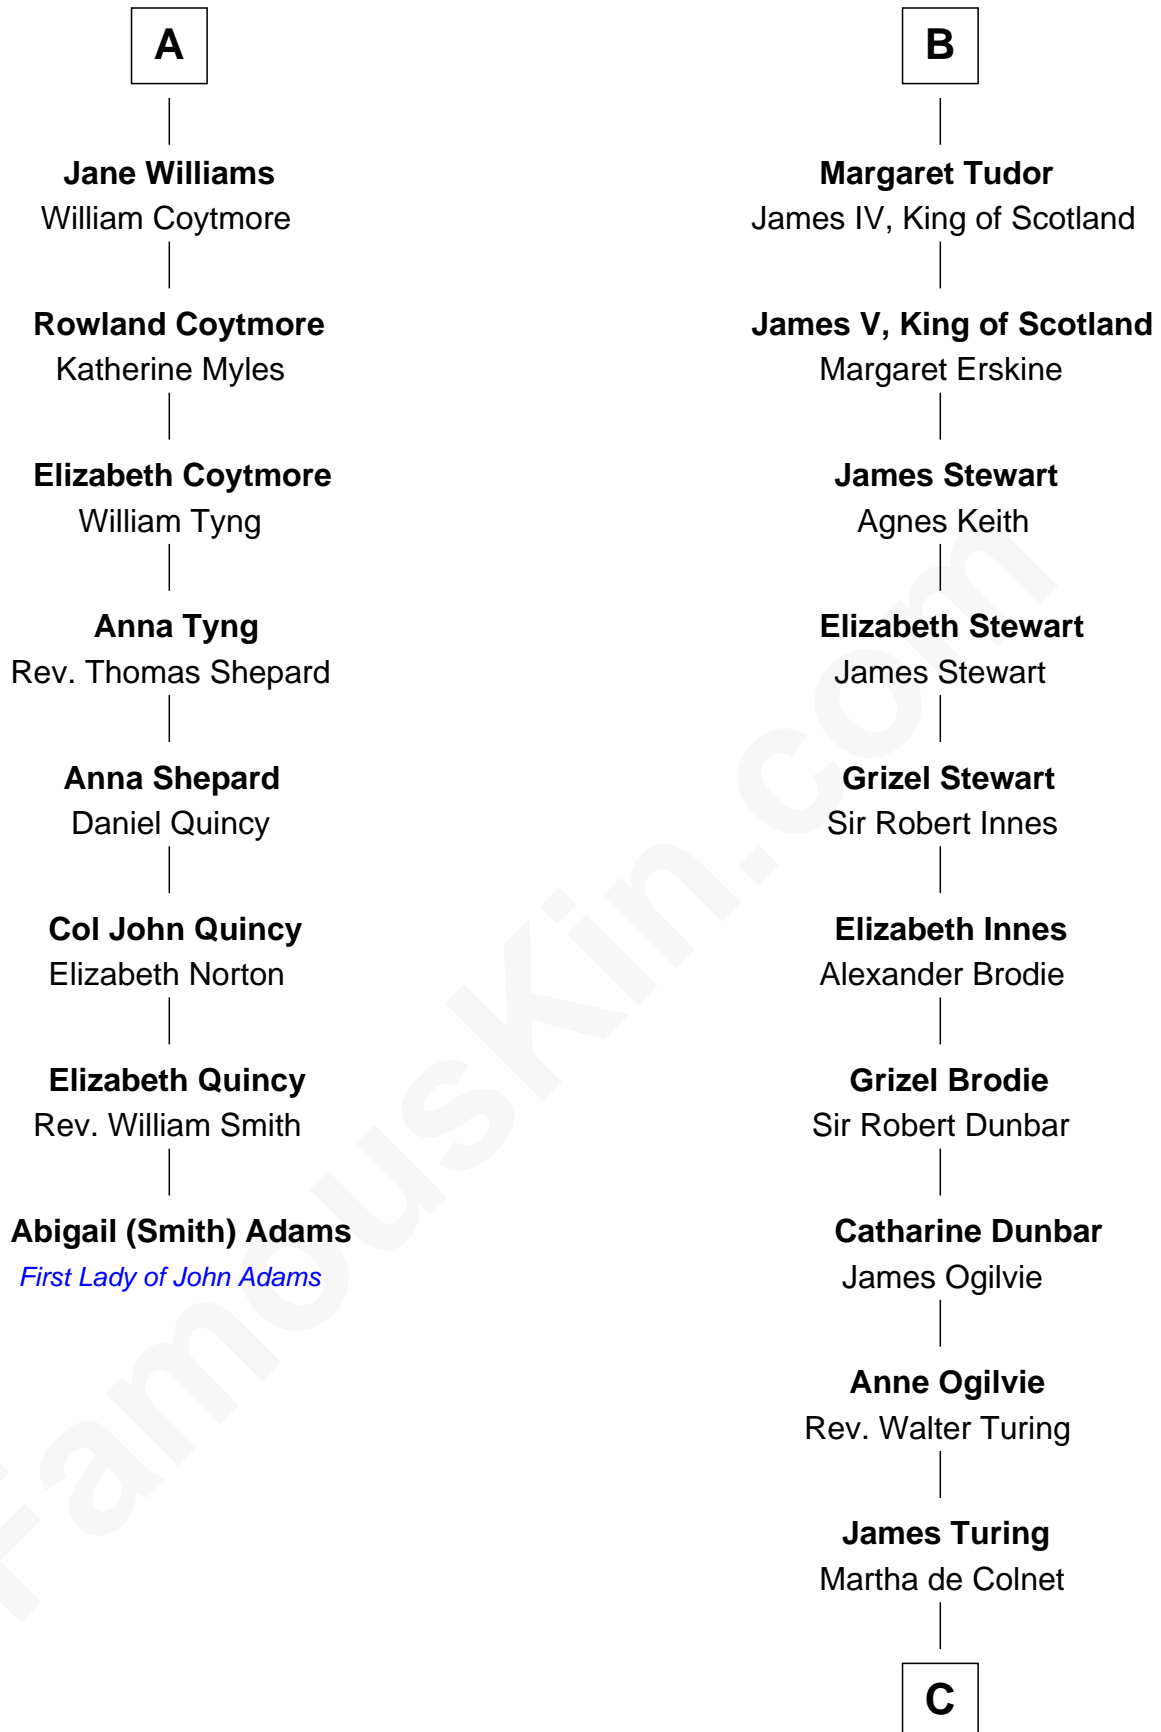 A
Jane Williams
William Coytmore
Rowland Coytmore
Katherine Myles
Elizabeth Coytmore
William Tyng
Anna Tyng
Rev. Thomas Shepard
Anna Shepard
Daniel Quincy
Col John Quincy
Elizabeth Norton
Elizabeth Quincy
Rev. William Smith
Abigail (Smith) Adams
First Lady of John Adams
B
Margaret Tudor
James IV, King of Scotland
James V, King of Scotland
Margaret Erskine
James Stewart
Agnes Keith
Elizabeth Stewart
James Stewart
Grizel Stewart
Sir Robert Innes
Elizabeth Innes
Alexander Brodie
Grizel Brodie
Sir Robert Dunbar
Catharine Dunbar
James Ogilvie
Anne Ogilvie
Rev. Walter Turing
James Turing
Martha de Colnet
C
FamousKin.com